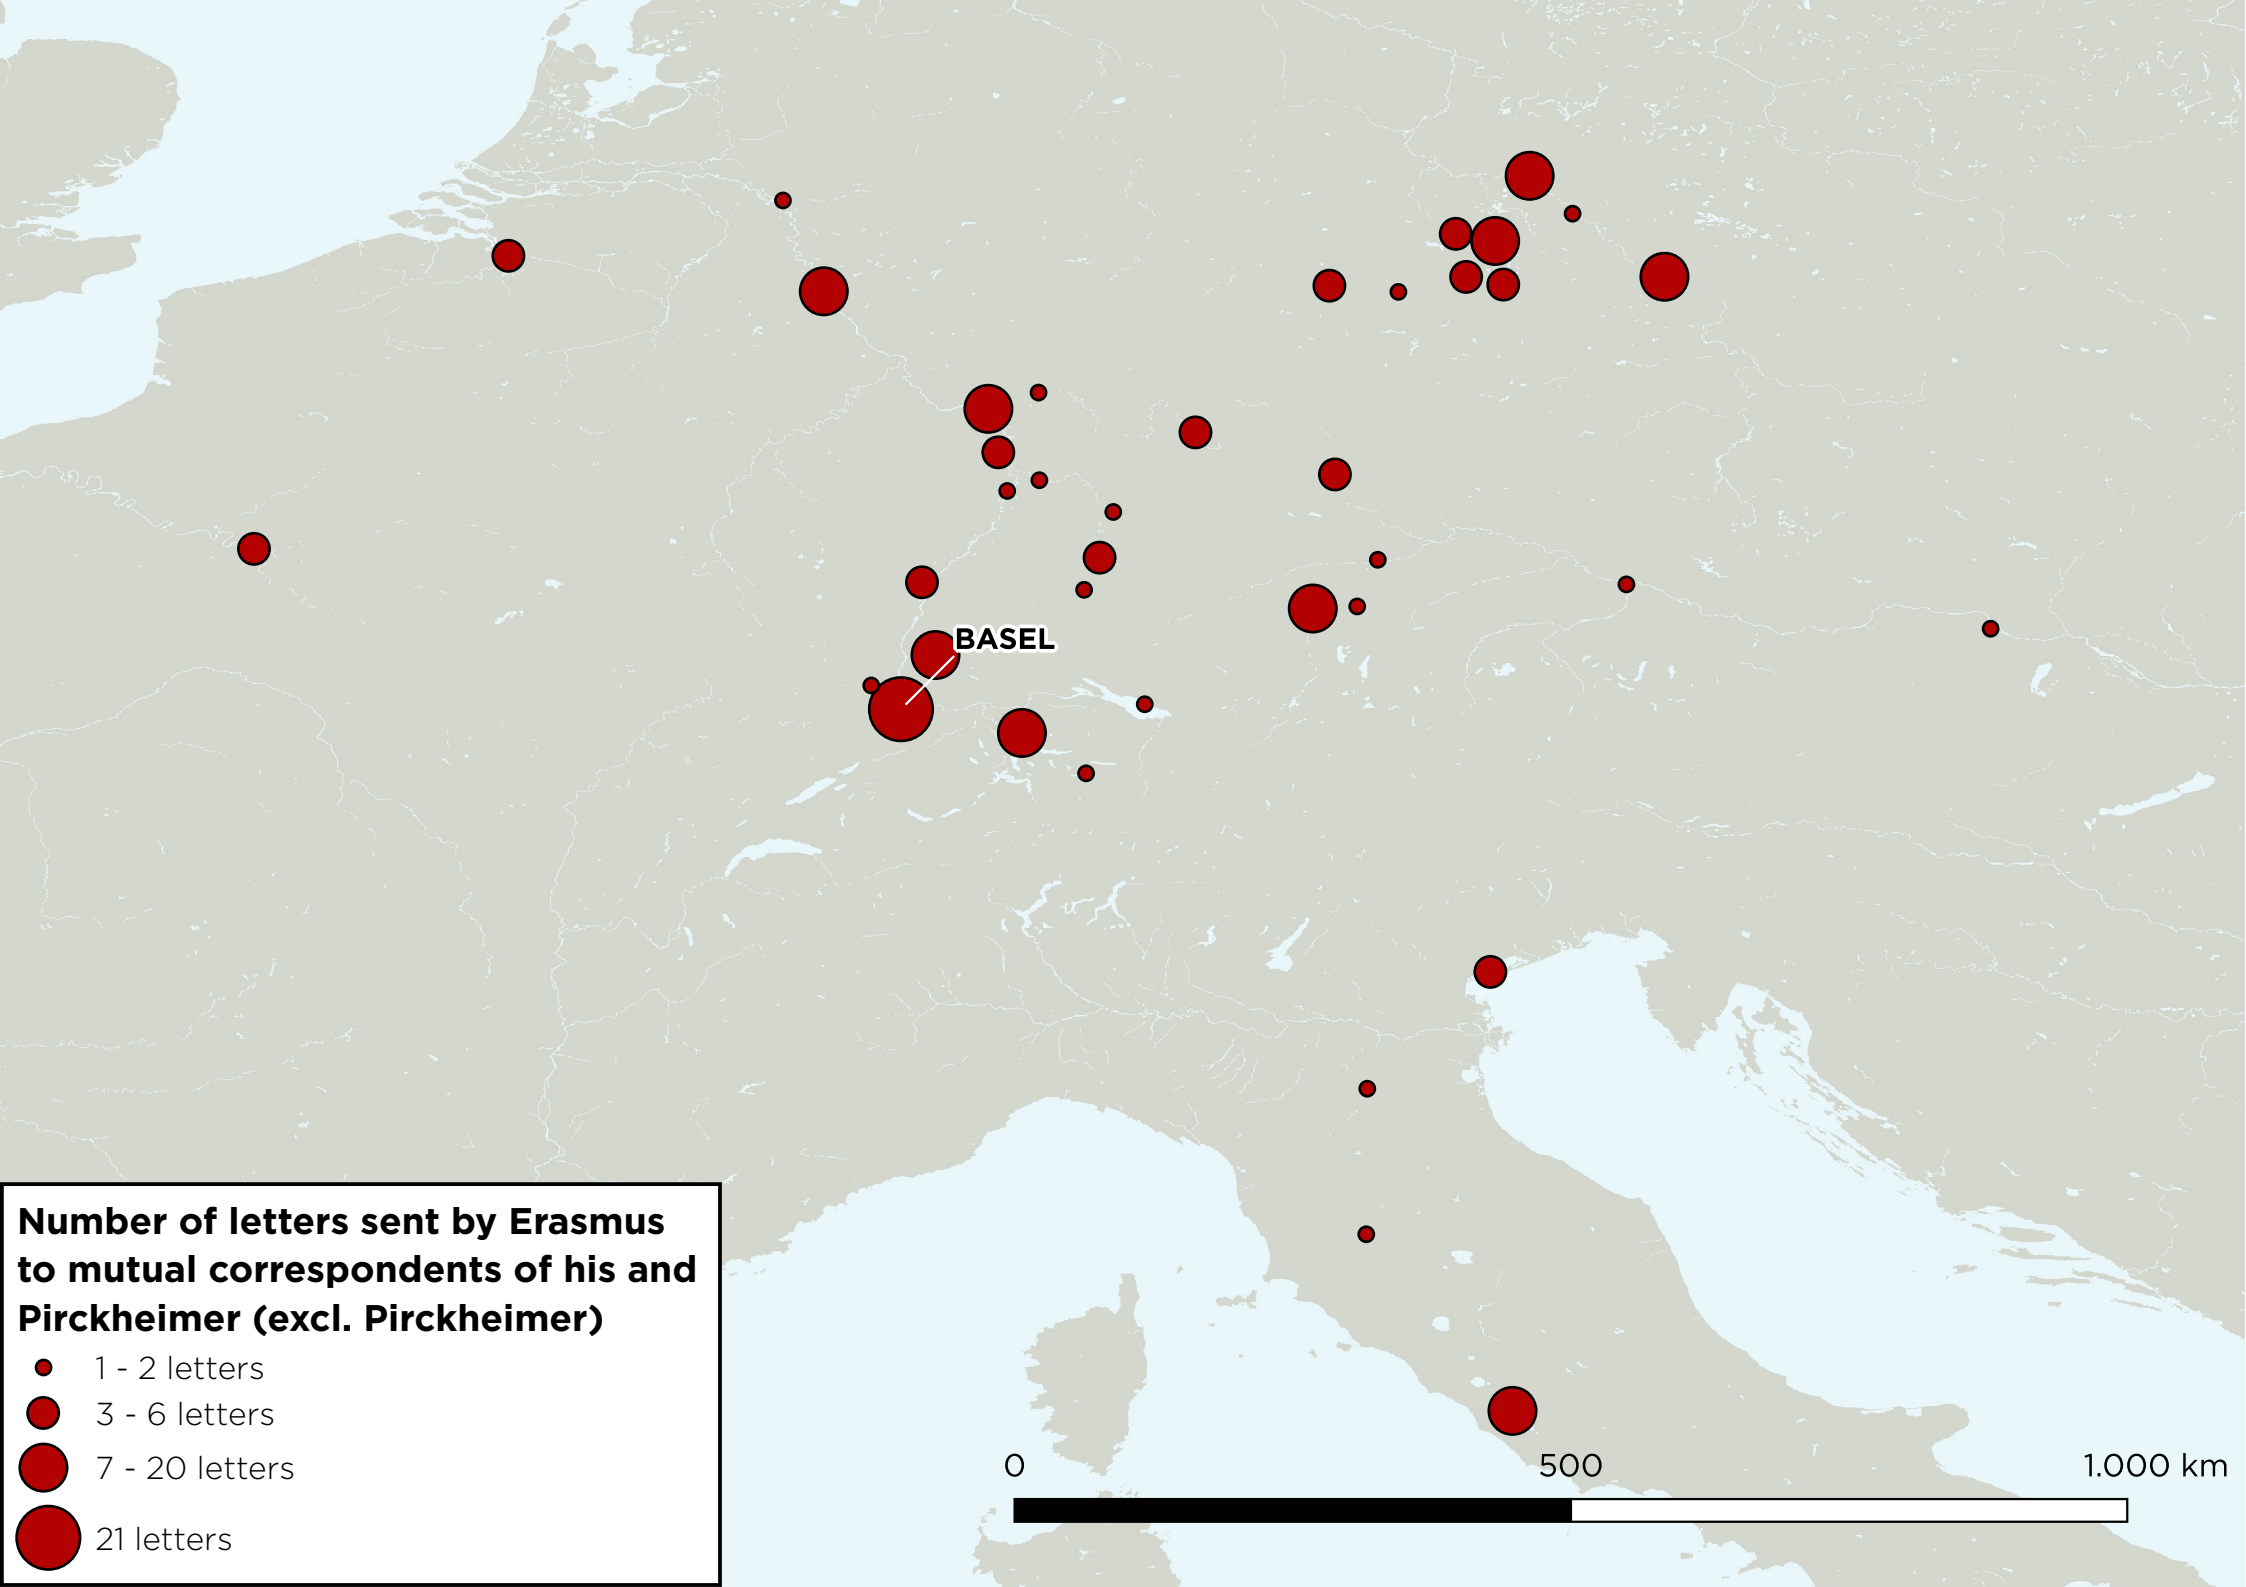 BASEL
Number of letters sent by Erasmus
to mutual correspondents of his and
Pirckheimer (excl. Pirckheimer)
1 - 2 letters
3 - 6 letters
7 - 20 letters
21 letters
0 500 1.000 km